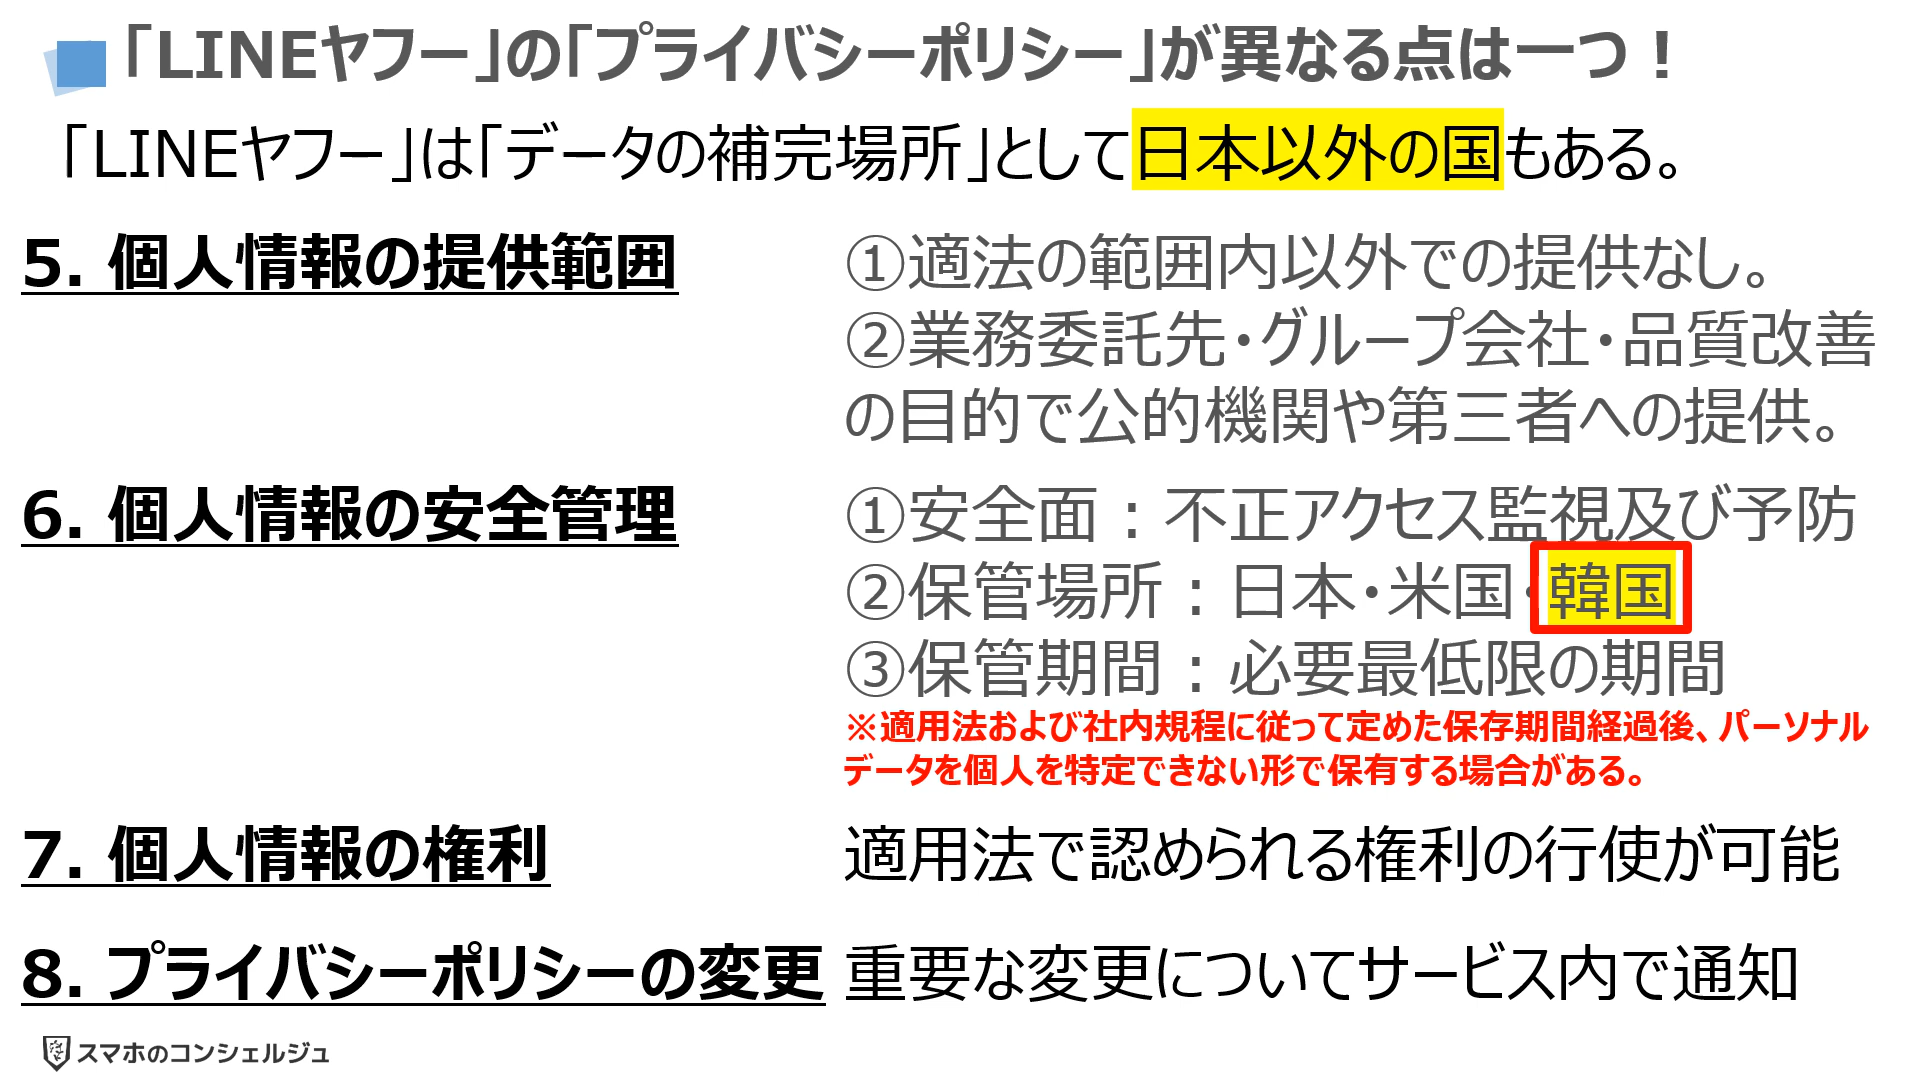 「LINEヤフー」の「プライバシーポリシー」が異なる点は一つ！
「LINEヤフー」は「データの補完場所」として日本以外の国もある。
5. 個人情報の提供範囲
①適法の範囲内以外での提供なし。
②業務委託先・グループ会社・品質改善
の目的で公的機関や第三者への提供。
6. 個人情報の安全管理
①安全面：不正アクセス監視及び予防
②保管場所：日本・米国・韓国
③保管期間：必要最低限の期間
※適用法および社内規程に従って定めた保存期間経過後、パーソナル
データを個人を特定できない形で保有する場合がある。
7. 個人情報の権利
適用法で認められる権利の行使が可能
8. プライバシーポリシーの変更
重要な変更についてサービス内で通知
スマホのコンシェルジュ